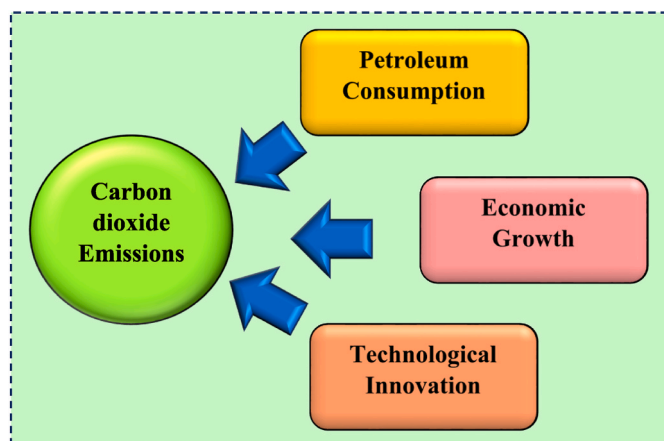 Petroleum
Consumption
Carbon
dioxide
Emissions
Economic
Growth
Technological
Innovation